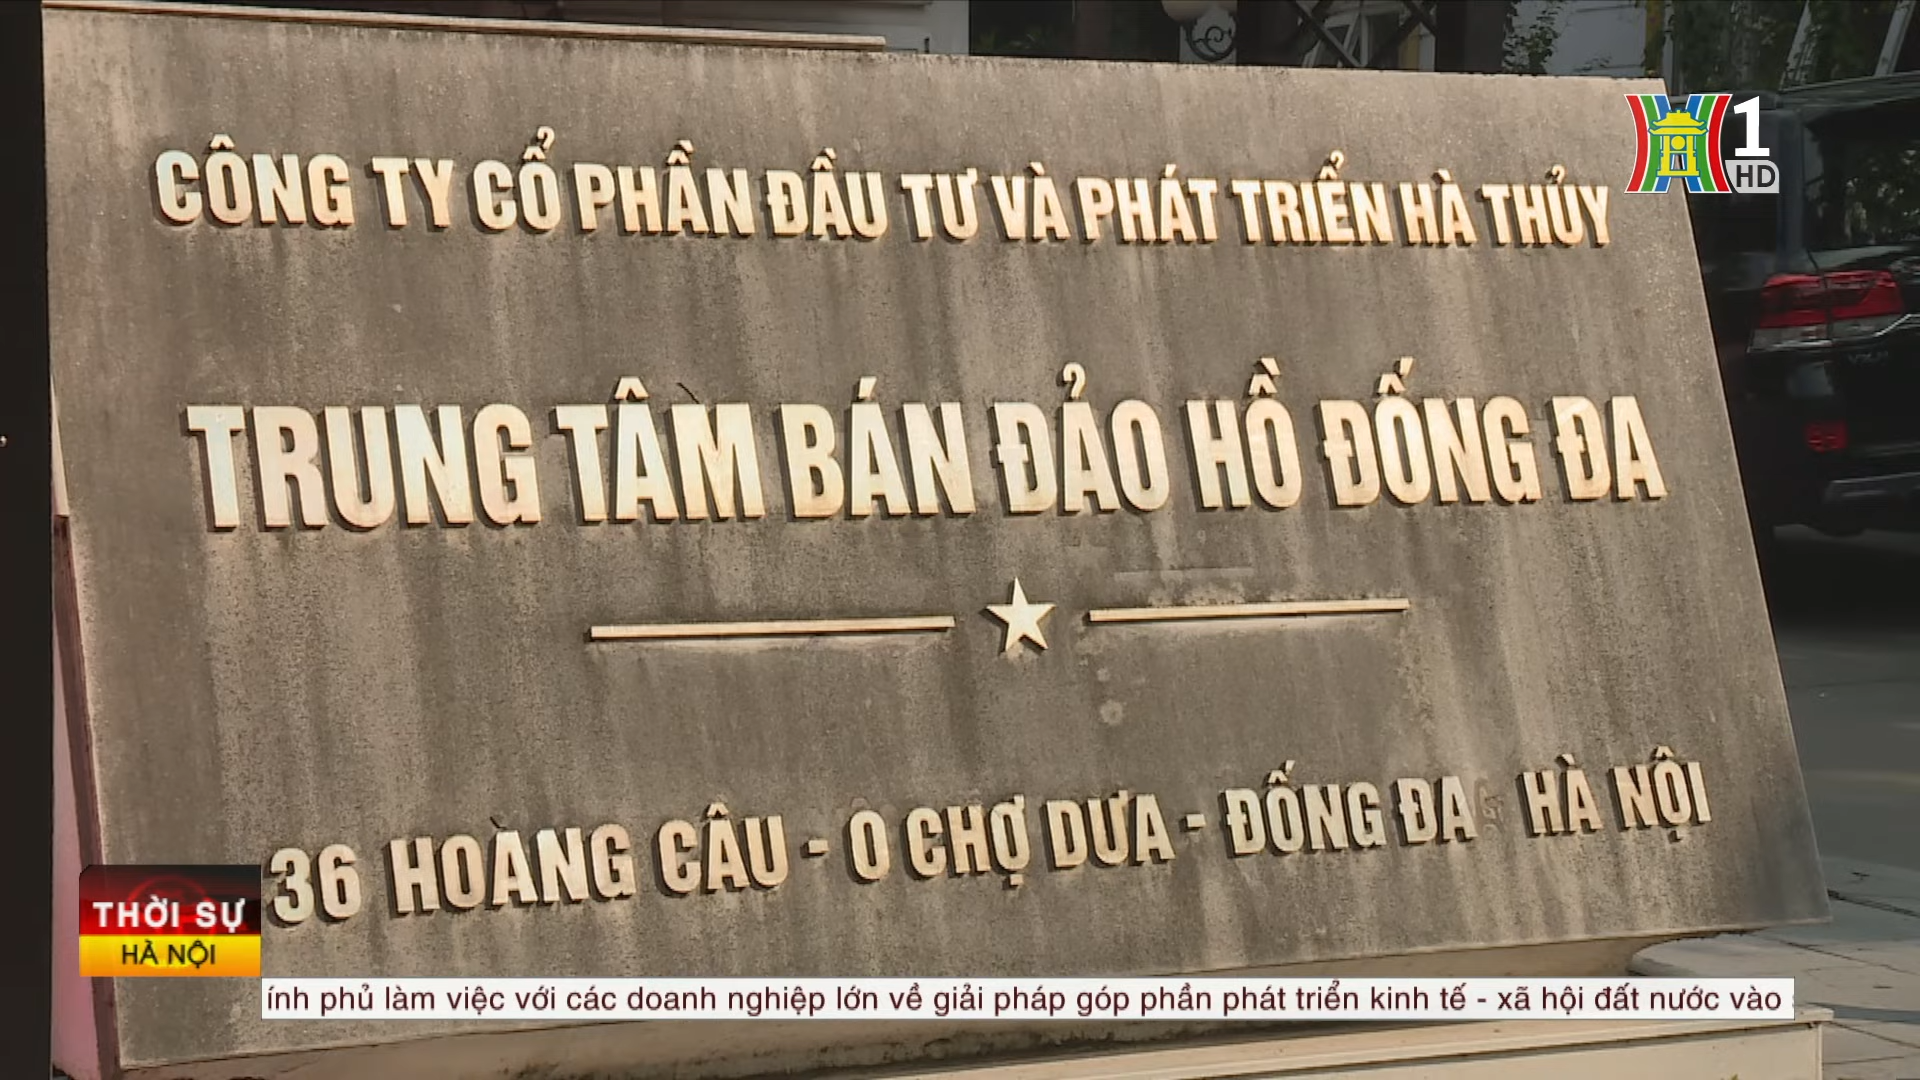 CÔNG TY CỔ PHẦN ĐẦU TƯ VÀ PHÁT TRIỂN HÀ THỦY
1
HD
TRUNG TÂM BÁN ĐẢO HỒ ĐỐNG ĐA
36 HOÀNG CẦU - Ô CHỢ DỪA - ĐỐNG ĐA HÀ NỘI
THỜI SỰ
HÀ NỘI
ính phủ làm việc với các doanh nghiệp lớn về giải pháp góp phần phát triển kinh tế - xã hội đất nước vào